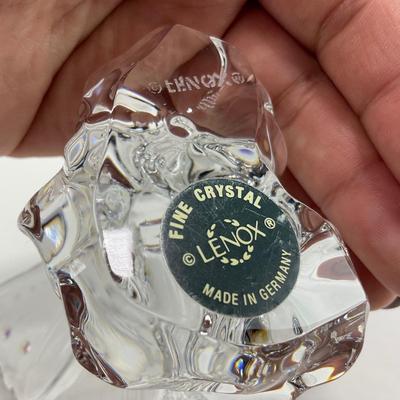 © LENOX ®
FINE CRYSTAL
© LENOX ®
MADE IN GERMANY